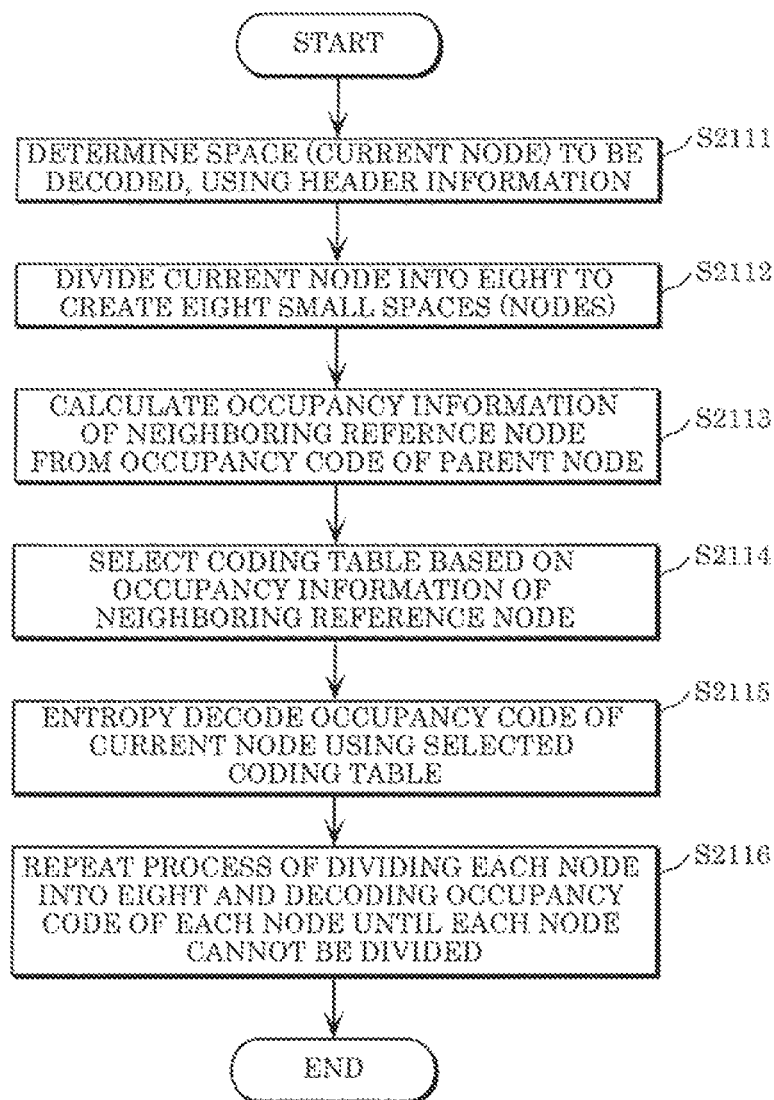 START
DETERMINE SPACE (CURRENT NODE) TO BE
DECODED, USING HEADER INFORMATION
S2111
DIVIDE CURRENT NODE INTO EIGHT TO
CREATE EIGHT SMALL SPACES (NODES)
S2112
CALCULATE OCCUPANCY INFORMATION
OF NEIGHBORING REFERNCE NODE
FROM OCCUPANCY CODE OF PARENT NODE
S2113
SELECT CODING TABLE BASED ON
OCCUPANCY INFORMATION OF
NEIGHBORING REFERENCE NODE
S2114
ENTROPY DECODE OCCUPANCY CODE OF
CURRENT NODE USING SELECTED
CODING TABLE
S2115
REPEAT PROCESS OF DIVIDING EACH NODE
INTO EIGHT AND DECODING OCCUPANCY
CODE OF EACH NODE UNTIL EACH NODE
CANNOT BE DIVIDED
S2116
END